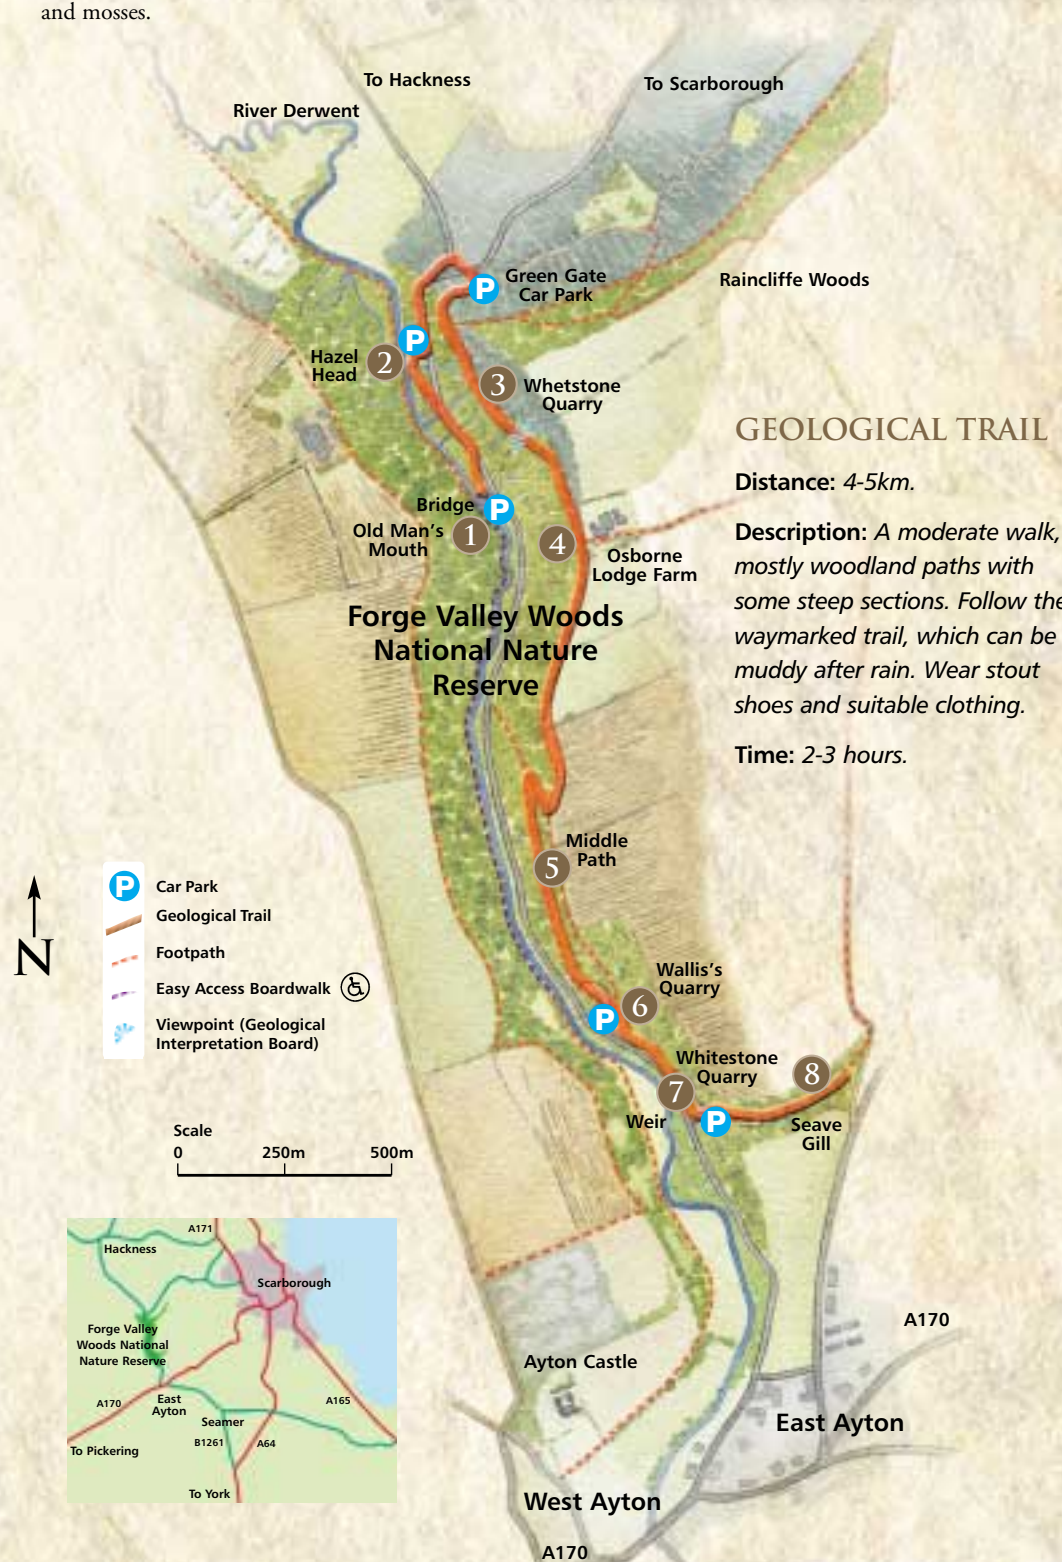 and mosses.
To Hackness
To Scarborough
River Derwent
Green Gate
Car Park
P
Raincliffe Woods
P
Hazel
Head
2
3
Whetstone
Quarry
GEOLOGICAL TRAIL
Distance: 4-5km.
Description: A moderate walk,
mostly woodland paths with
some steep sections. Follow the
waymarked trail, which can be
muddy after rain. Wear stout
shoes and suitable clothing.
Time: 2-3 hours.
Bridge
P
Old Man's
Mouth
1
4
Osborne
Lodge Farm
Forge Valley Woods
National Nature
Reserve
Middle
Path
5
N
P
Car Park
Geological Trail
Footpath
Easy Access Boardwalk
Viewpoint (Geological
Interpretation Board)
Wallis's
Quarry
6
P
Whitestone
Quarry
7
8
Weir
P
Seave
Gill
Scale
0 250m 500m
A171
Hackness
Scarborough
Forge Valley
Woods National
Nature Reserve
A170
East
Ayton
A165
Seamer
B1261
A64
To Pickering
To York
A170
Ayton Castle
East Ayton
West Ayton
A170